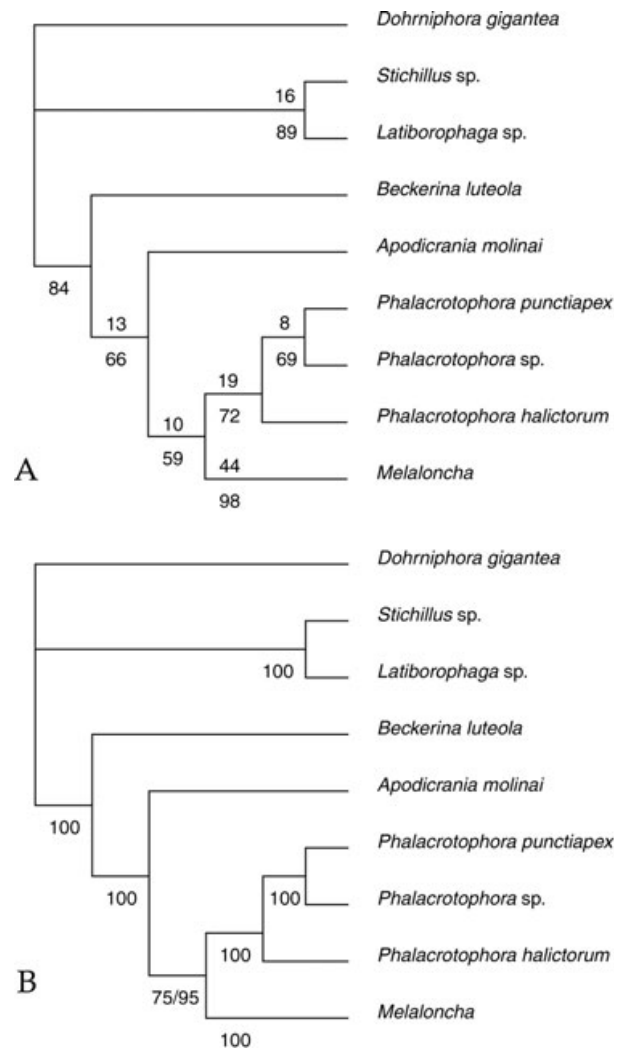 Dohrniphora gigantea
16
Stichillus sp.
89
Latiborophaga sp.
Beckerina luteola
84
Apodicrania molinai
13
66
8
Phalacrotophora punctiapex
69
Phalacrotophora sp.
19
72
Phalacrotophora halictorum
10
59
44
Melaloncha
98
A
Dohrniphora gigantea
Stichillus sp.
100
Latiborophaga sp.
Beckerina luteola
100
Apodicrania molinai
100
Phalacrotophora punctiapex
100
Phalacrotophora sp.
100
Phalacrotophora halictorum
75/95
Melaloncha
100
B